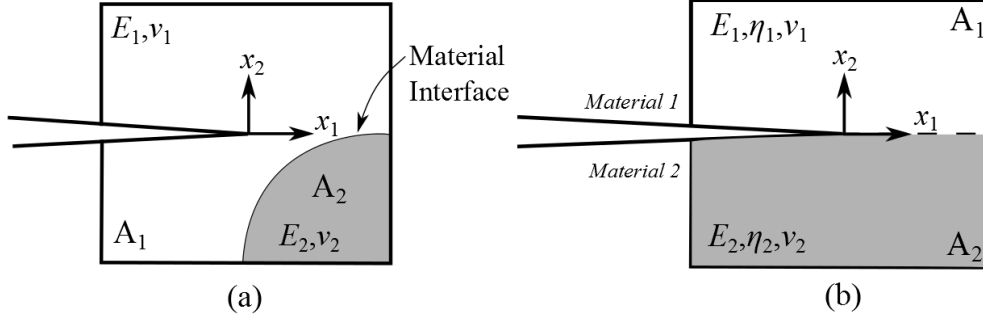 E₁,v₁
x₂
Material
Interface
x₁
A₂
A₁
E₂,v₂
(a)
E₁,η₁,v₁
A₁
x₂
Material 1
x₁
Material 2
E₂,η₂,v₂
A₂
(b)